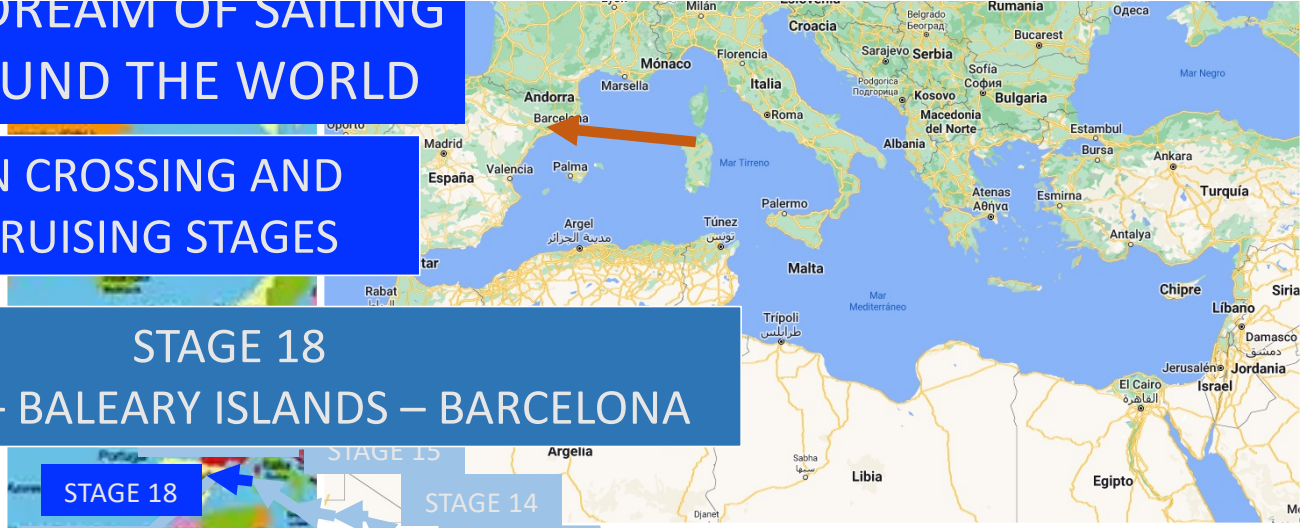 DREAM OF SAILING
UND THE WORLD
N CROSSING AND
RUISING STAGES
STAGE 18
– BALEARY ISLANDS – BARCELONA
STAGE 15
STAGE 18
STAGE 14
Milán
Croacia
Belgrado
Београд
Rumania
Bucarest
Одеса
Mónaco
Florencia
Sarajevo
Serbia
Marsella
Italia
Podgorica
Подгорица
Kosovo
Sofía
София
Bulgaria
Mar Negro
Andorra
Barcelona
Roma
Macedonia
del Norte
Albania
Estambul
Bursa
Ankara
Oporto
Madrid
España
Valencia
Palma
Mar Tirreno
Atenas
Αθήνα
Esmirna
Turquía
Palermo
Antalya
Argel
مدينة الجزائر
Túnez
تونس
tar
Malta
Rabat
Mar
Mediterráneo
Chipre
Siria
Líbano
Trípoli
طرابلس
Damasco
دمشق
Jerusalén
Jordania
Israel
El Cairo
القاهرة
Argelia
Sabha
سبها
Libia
Egipto
Djanet